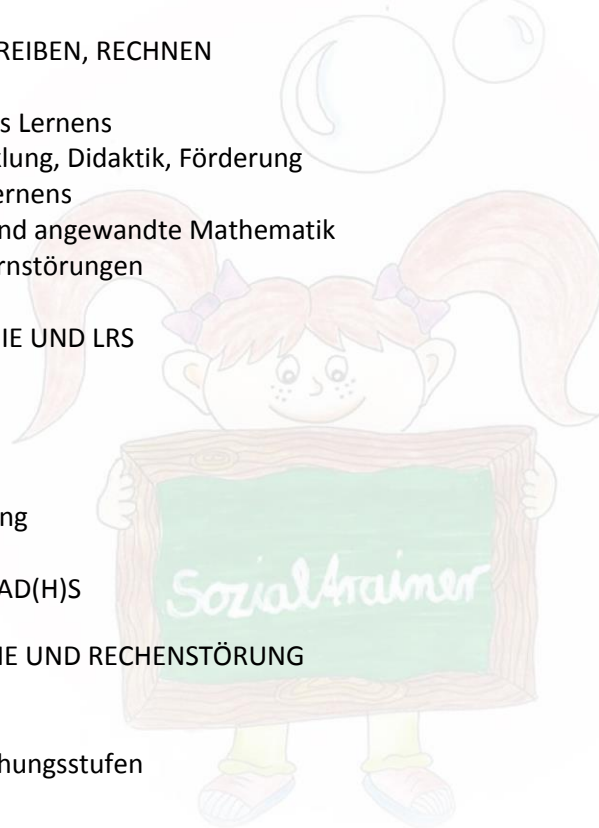 REIBEN, RECHNEN
s Lernens
lung, Didaktik, Förderung
ernens
nd angewandte Mathematik
rnstörungen
IE UND LRS
ng
AD(H)S
IE UND RECHENSTÖRUNG
hungsstufen
Sozialtrainer